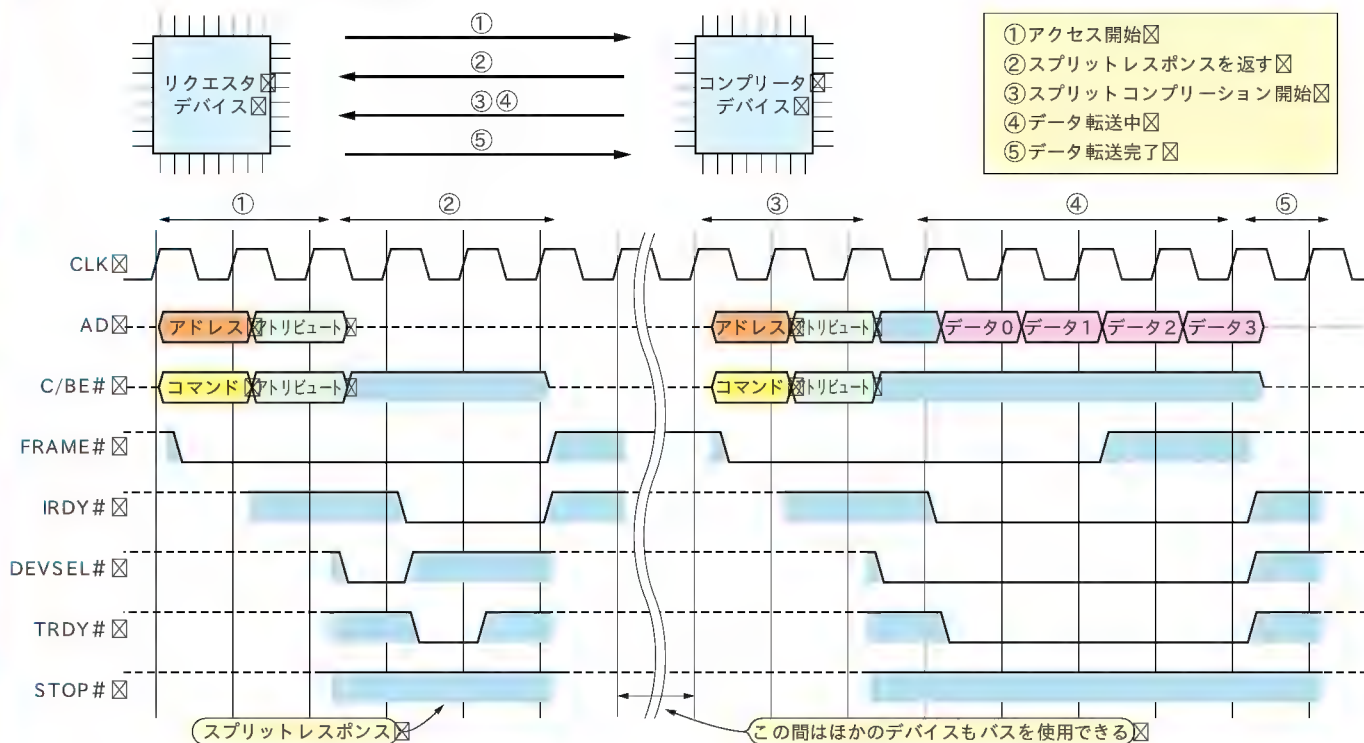 ①
②
③④
⑤
リクエスタ
デバイス
コンプリータ
デバイス
①アクセス開始
②スプリットレスポンスを返す
③スプリットコンプリーション開始
④データ転送中
⑤データ転送完了
① ② ③ ④ ⑤
CLK
AD アドレス アトリビュート アドレス アトリビュート データ0 データ1 データ2 データ3
C/BE# コマンド アトリビュート コマンド アトリビュート
FRAME#
IRDY#
DEVSEL#
TRDY#
STOP#
スプリットレスポンス
この間はほかのデバイスもバスを使用できる